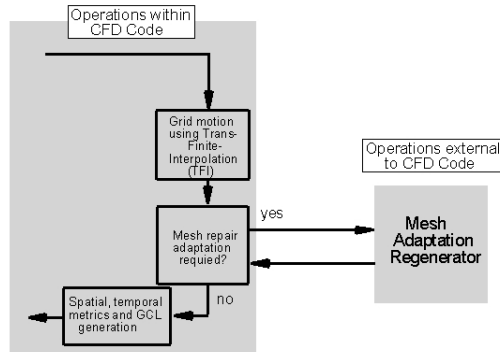 Operations within
CFD Code
Grid motion
using Trans-
Finite-
Interpolation
(TFI)
Operations external
to CFD Code
yes
Mesh repair
adaptation
requied?
Mesh
Adaptation
Regenerator
no
Spatial, temporal
metrics and GCL
generation